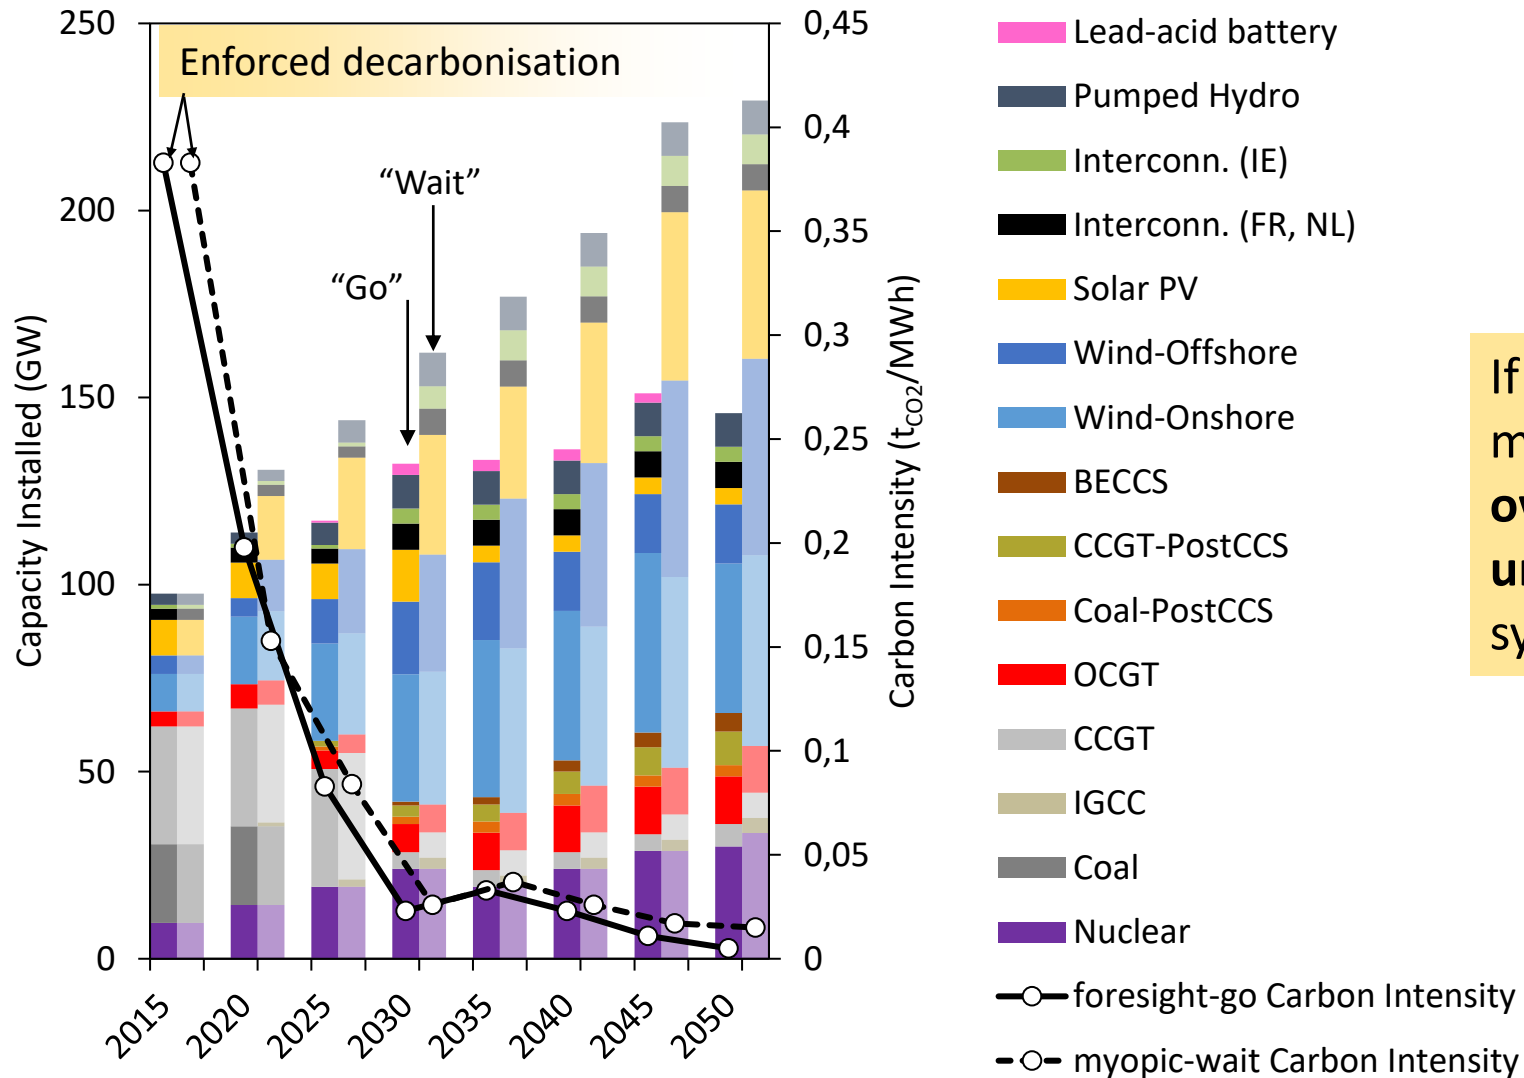 250
200
150
100
50
0
Capacity Installed (GW)
Enforced decarbonisation
“Wait”
“Go”
0,45
0,4
0,35
0,3
0,25
0,2
0,15
0,1
0,05
0
Carbon Intensity (tCO2/MWh)
2015
2020
2025
2030
2035
2040
2045
2050
Lead-acid battery
Pumped Hydro
Interconn. (IE)
Interconn. (FR, NL)
Solar PV
Wind-Offshore
Wind-Onshore
BECCS
CCGT-PostCCS
Coal-PostCCS
OCGT
CCGT
IGCC
Coal
Nuclear
foresight-go Carbon Intensity
myopic-wait Carbon Intensity
If